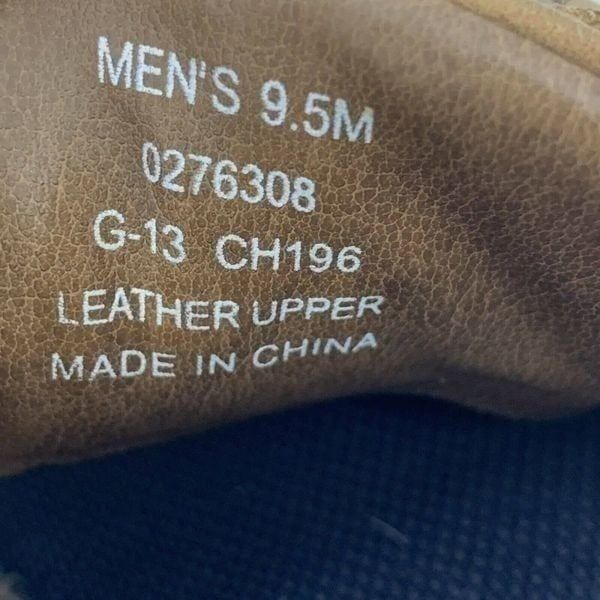 MEN'S 9.5M
0276308
G-13 CH196
LEATHER UPPER
MADE IN CHINA